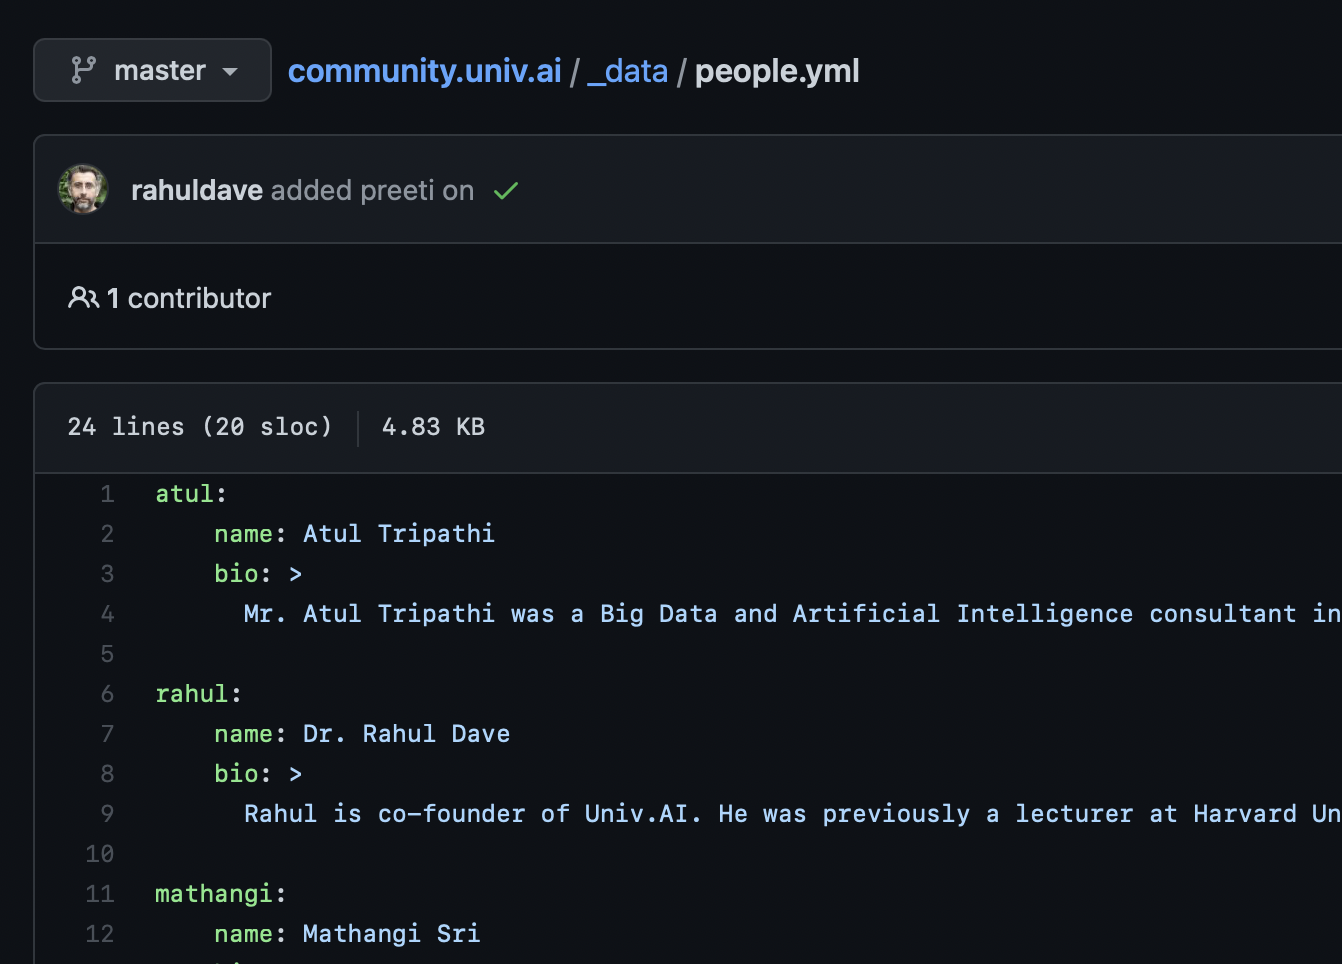 master community.univ.ai / _data / people.yml
rahuldave added preeti on
1 contributor
24 lines (20 sloc) 4.83 KB
1 atul:
2 name: Atul Tripathi
3 bio: >
4 Mr. Atul Tripathi was a Big Data and Artificial Intelligence consultant in
5
6 rahul:
7 name: Dr. Rahul Dave
8 bio: >
9 Rahul is co-founder of Univ.AI. He was previously a lecturer at Harvard Un
10
11 mathangi:
12 name: Mathangi Sri